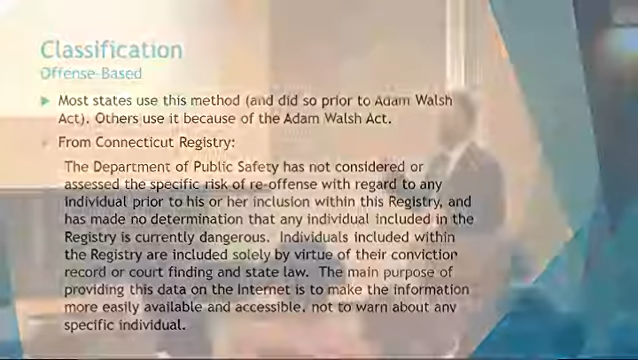 Classification
Offense-Based
Most states use this method (and did so prior to Adam Walsh
Act). Others use it because of the Adam Walsh Act.
From Connecticut Registry:
The Department of Public Safety has not considered or
assessed the specific risk of re-offense with regard to any
individual prior to his or her inclusion within this Registry, and
has made no determination that any individual included in the
Registry is currently dangerous. Individuals included within
the Registry are included solely by virtue of their conviction
record or court finding and state law. The main purpose of
providing this data on the Internet is to make the information
more easily available and accessible, not to warn about any
specific individual.